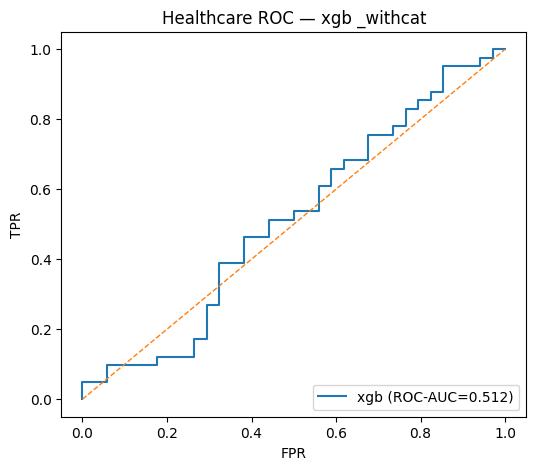 Healthcare ROC — xgb _withcat
TPR
1.0
0.8
0.6
0.4
0.2
0.0
xgb (ROC-AUC=0.512)
0.0 0.2 0.4 0.6 0.8 1.0
FPR